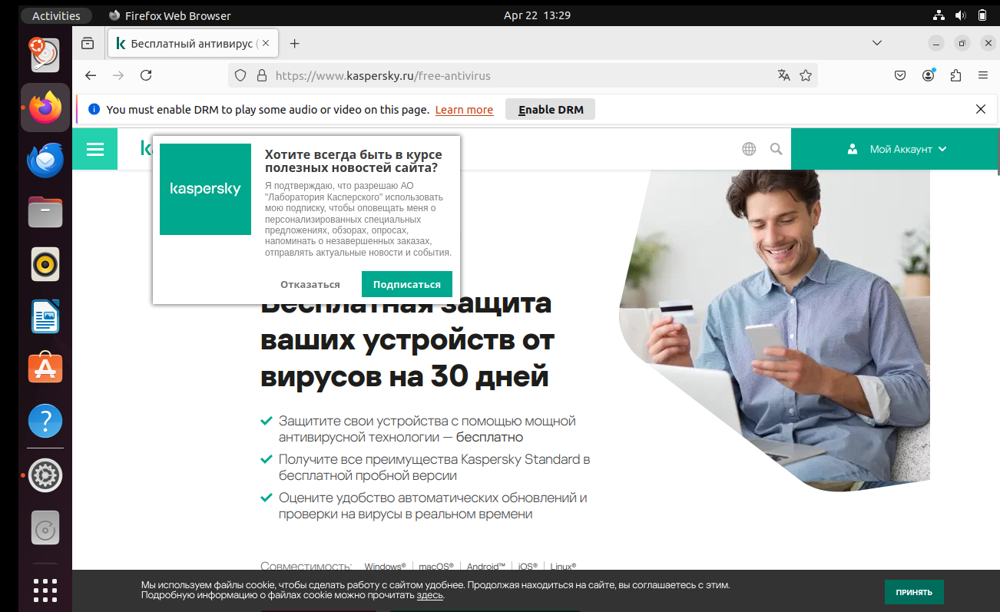 Activities
Firefox Web Browser
Apr 22 13:29
Бесплатный антивирус (
https://www.kaspersky.ru/free-antivirus
You must enable DRM to play some audio or video on this page. Learn more
Enable DRM
Мой Аккаунт
kaspersky
Хотите всегда быть в курсе
полезных новостей сайта?
Я подтверждаю, что разрешаю АО
"Лаборатория Касперского" использовать
мою подписку, чтобы оповещать меня о
персонализированных специальных
предложениях, обзорах, опросах,
напоминать о незавершенных заказах,
отправлять актуальные новости и события.
Отказаться
Подписаться
Бесплатная защита
ваших устройств от
вирусов на 30 дней
Защитите свои устройства с помощью мощной
антивирусной технологии — бесплатно
Получите все преимущества Kaspersky Standard в
бесплатной пробной версии
Оцените удобство автоматических обновлений и
проверки на вирусы в реальном времени
Совместимость: Windows® macOS® Android™ iOS® Linux®
Мы используем файлы cookie, чтобы сделать работу с сайтом удобнее. Продолжая находиться на сайте, вы соглашаетесь с этим.
Подробную информацию о файлах cookie можно прочитать здесь.
ПРИНЯТЬ